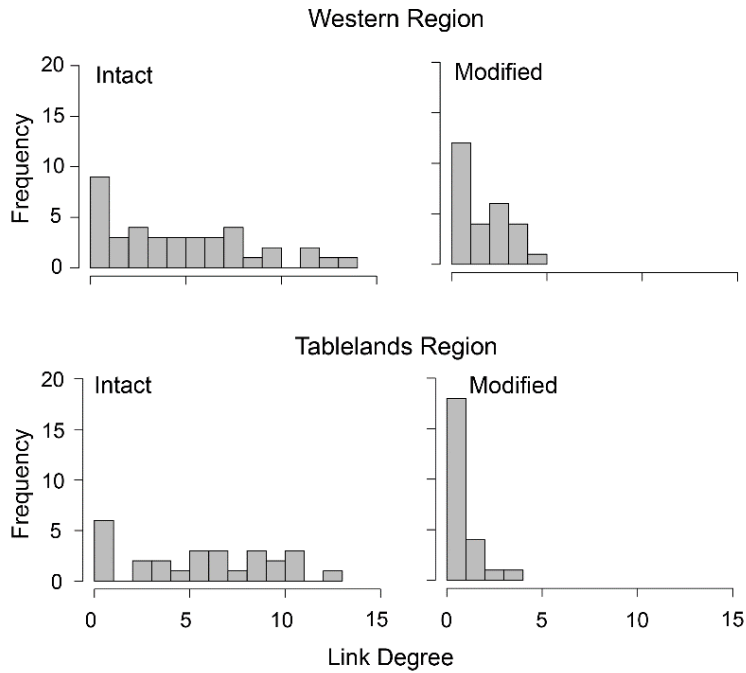 Western Region
Intact
Modified
Frequency
20
15
10
5
0
Tablelands Region
Intact
Modified
Frequency
20
15
10
5
0
0 5 10 15 0 5 10 15
Link Degree